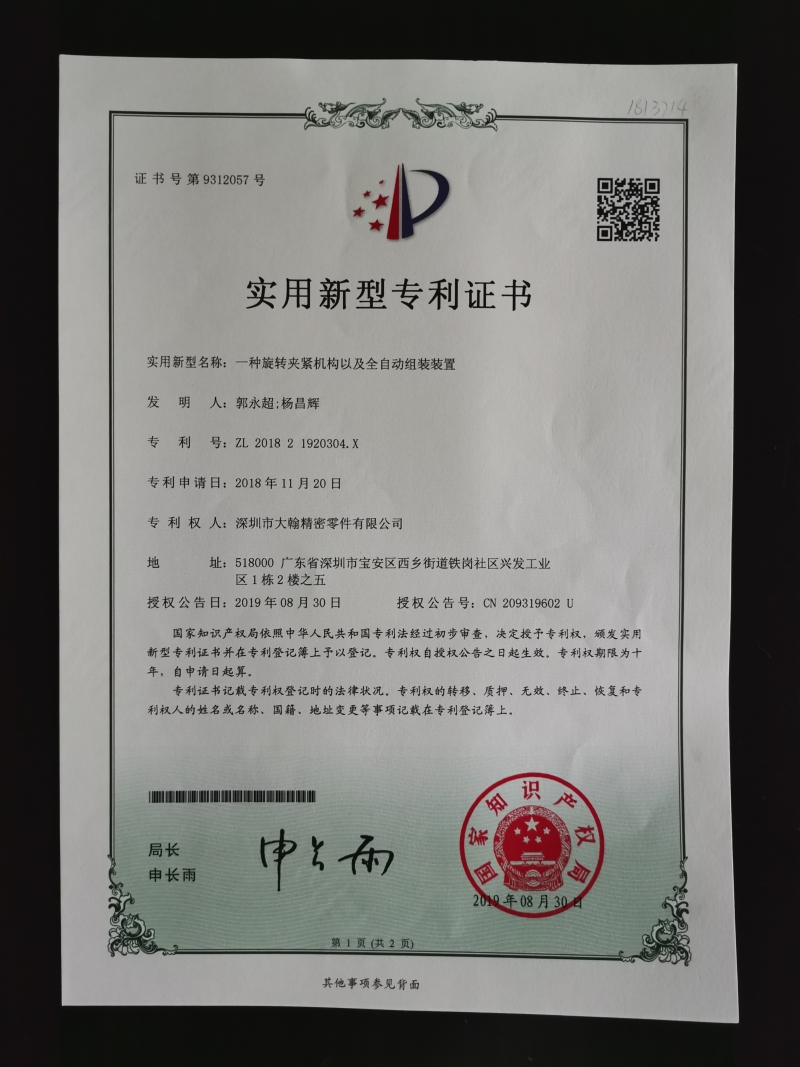 1813714
证书号第9312057号
实用新型专利证书
实用新型名称：一种旋转夹紧机构以及全自动组装装置
发明人：郭永超;杨昌辉
专利号：ZL 2018 2 1920304.X
专利申请日：2018年11月20日
专利权人：深圳市大翰精密零件有限公司
地址：518000 广东省深圳市宝安区西乡街道铁岗社区兴发工业
区1栋2楼之五
授权公告日：2019年08月30日 授权公告号：CN 209319602 U
国家知识产权局依照中华人民共和国专利法经过初步审查，决定授予专利权，颁发实用
新型专利证书并在专利登记簿上予以登记。专利权自授权公告之日起生效。专利权期限为十
年，自申请日起算。
专利证书记载专利权登记时的法律状况。专利权的转移、质押、无效、终止、恢复和专
利权人的姓名或名称、国籍、地址变更等事项记载在专利登记簿上。
局长
申长雨
申长雨
国家知识产权局
2019年08月30日
第 1 页 (共 2 页)
其他事项参见背面